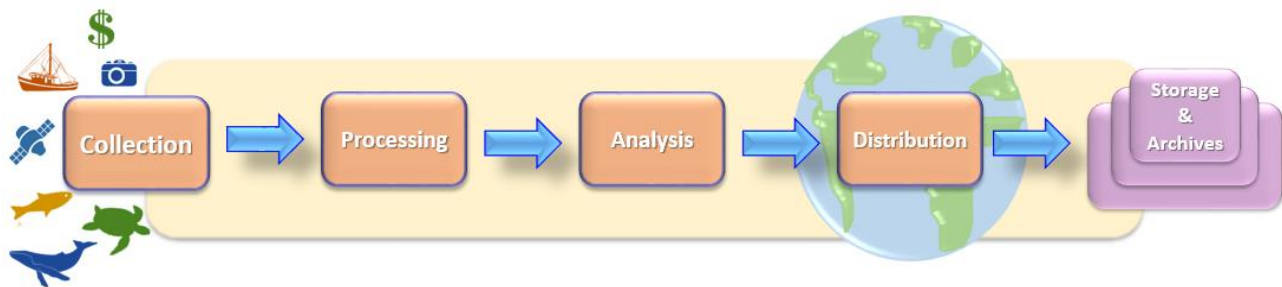 $
Collection
Processing
Analysis
Distribution
Storage
&
Archives